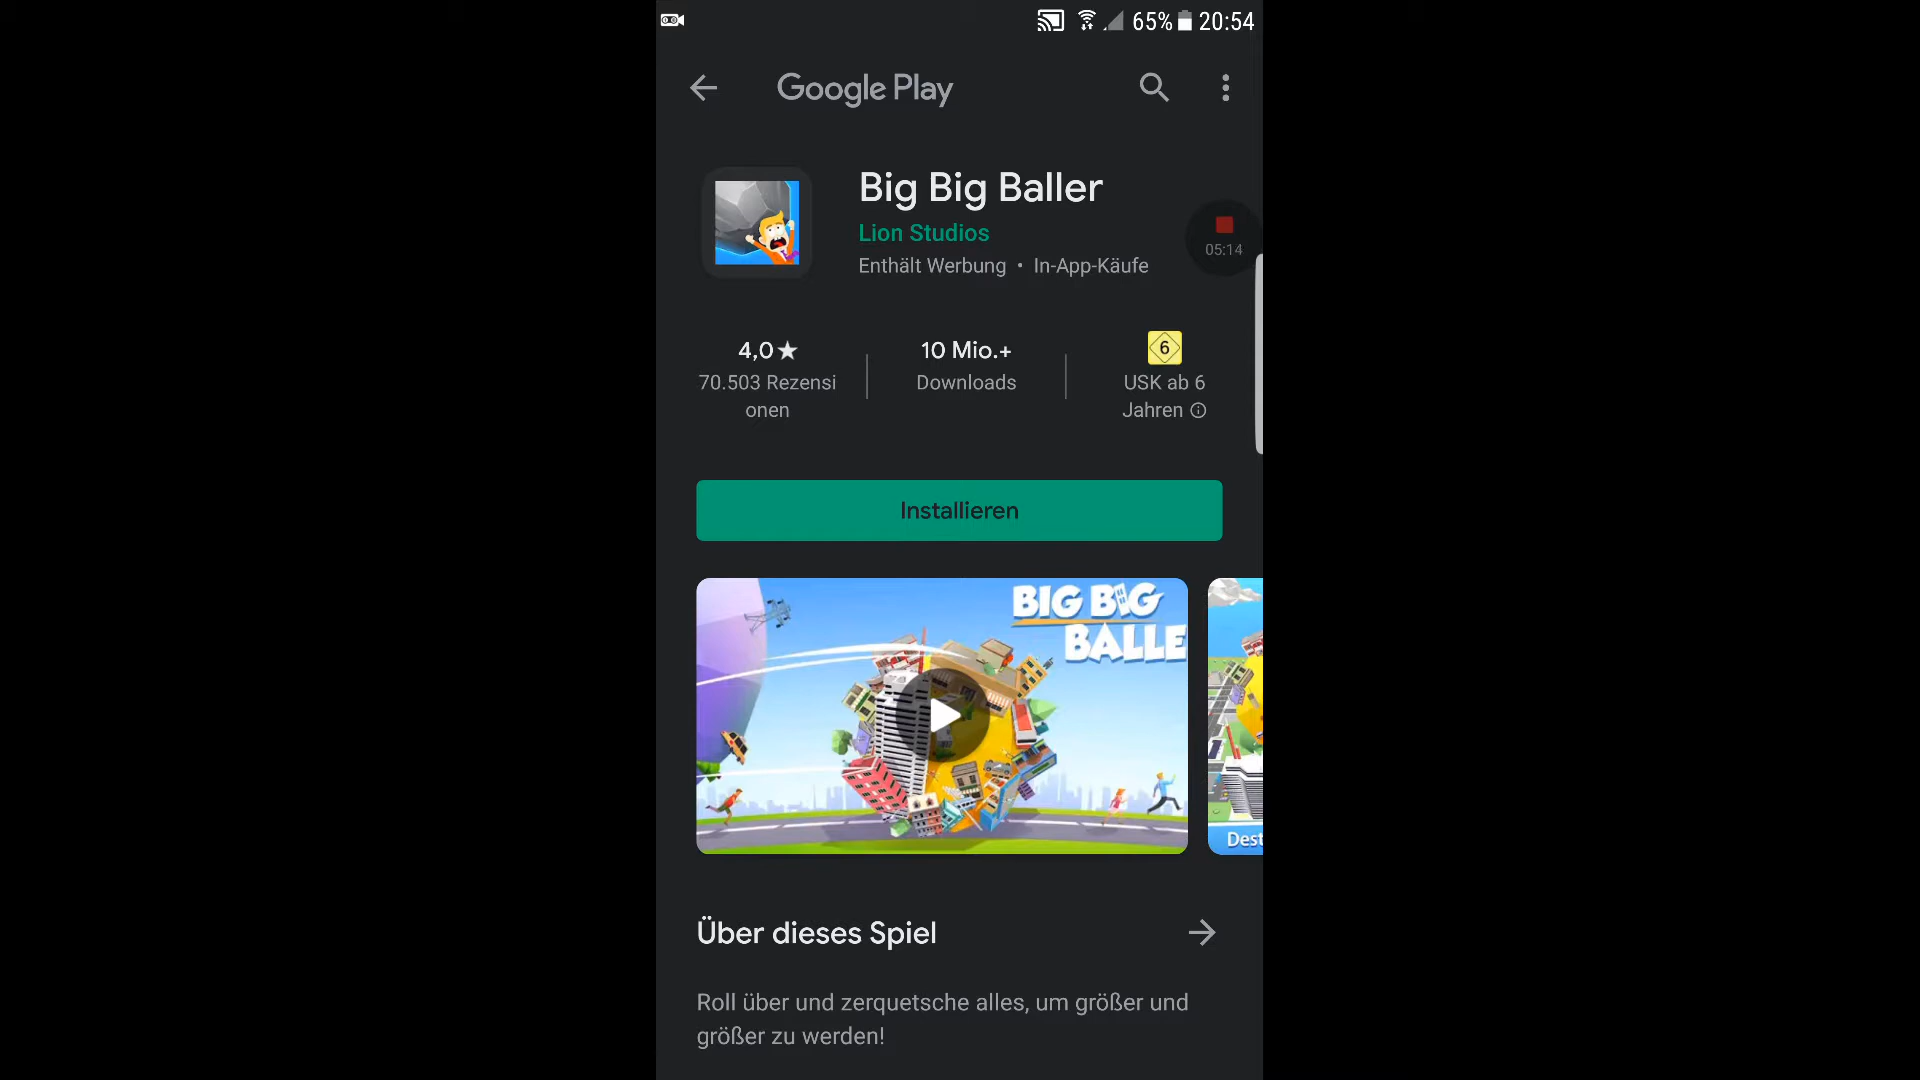 65% 20:54
Google Play
Big Big Baller
Lion Studios
Enthält Werbung • In-App-Käufe
05:14
4,0★
70.503 Rezensi
onen
10 Mio.+
Downloads
6
USK ab 6
Jahren
Installieren
BIG BIG
BALLE
Dest
Über dieses Spiel
Roll über und zerquetsche alles, um größer und
größer zu werden!